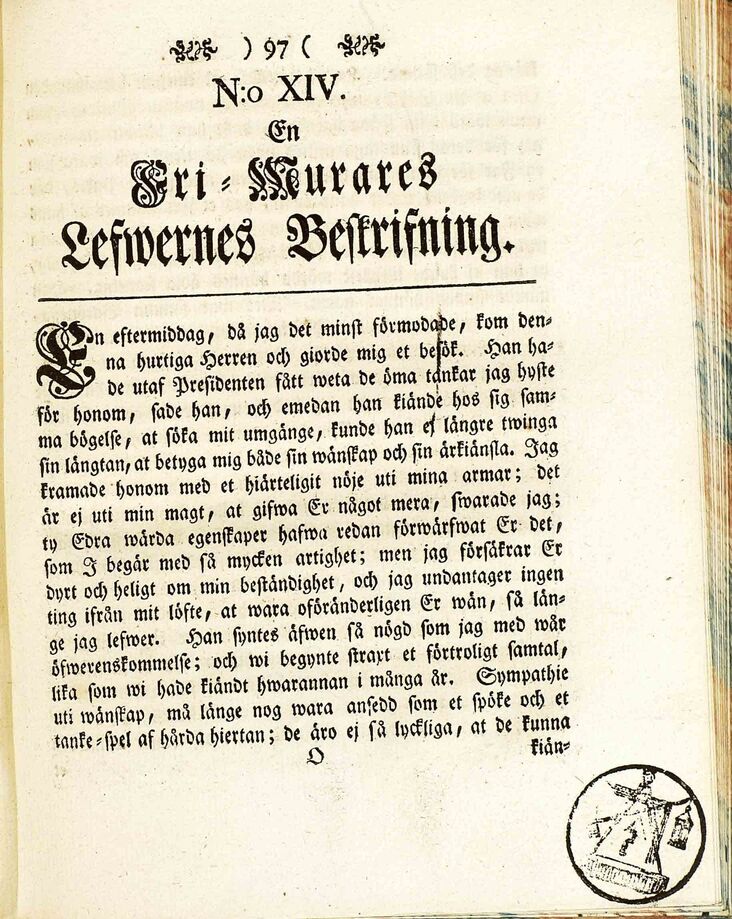 ) 97 (
N:o XIV.
En
Fri-Murares
Lefwernes Beskrifning.
En eftermiddag, då jag det minst förmodade, kom den-
na hurtiga Herren och giorde mig et besök. Han ha-
de utaf Presidenten fått weta de öma tankar jag hyste
för honom, sade han, och emedan han kiände hos sig sam-
ma bögelse, at söka mit umgänge, kunde han ej längre twinga
sin längtan, at betyga mig både sin wänskap och sin ärkiänsla. Jag
kramade honom med et hiärteligit nöje uti mina armar; det
är ej uti min magt, at gifwa Er något mera, swarade jag;
ty Edra wärda egenskaper hafwa redan förwärfwat Er det,
som J begär med så mycken artighet; men jag försäkrar Er
dyrt och heligt om min beständighet, och jag undantager ingen
ting ifrån mit löfte, at wara oföränderligen Er wän, så län-
ge jag lefwer. Han syntes äfwen så nögd som jag med wår
öfwerenskommelse; och wi begynte straxt et förtroligt samtal,
lika som wi hade kiändt hwarannan i många år. Sympathie
uti wänskap, må länge nog wara ansedd som et spöke och et
tanke-spel af hårda hiertan; de äro ej så lyckliga, at de kunna
O kiän-